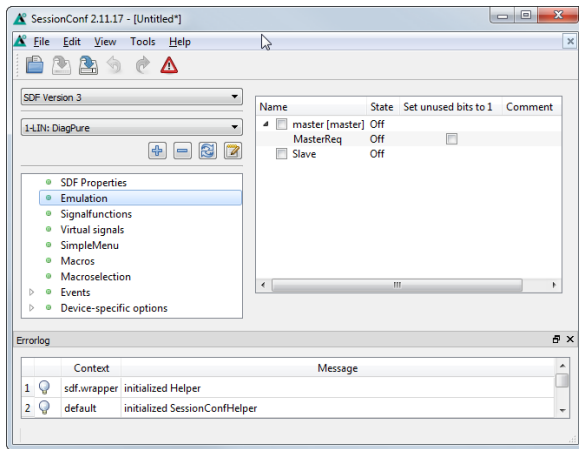 SessionConf 2.11.17 - [Untitled*]
File Edit View Tools Help
SDF Version 3
1-LIN: DiagPure
SDF Properties
Emulation
Signalfunctions
Virtual signals
SimpleMenu
Macros
Macroselection
Events
Device-specific options
Name State Set unused bits to 1 Comment
master [master] Off
MasterReq Off
Slave Off
Errorlog
Context Message
1 sdf.wrapper initialized Helper
2 default initialized SessionConfHelper